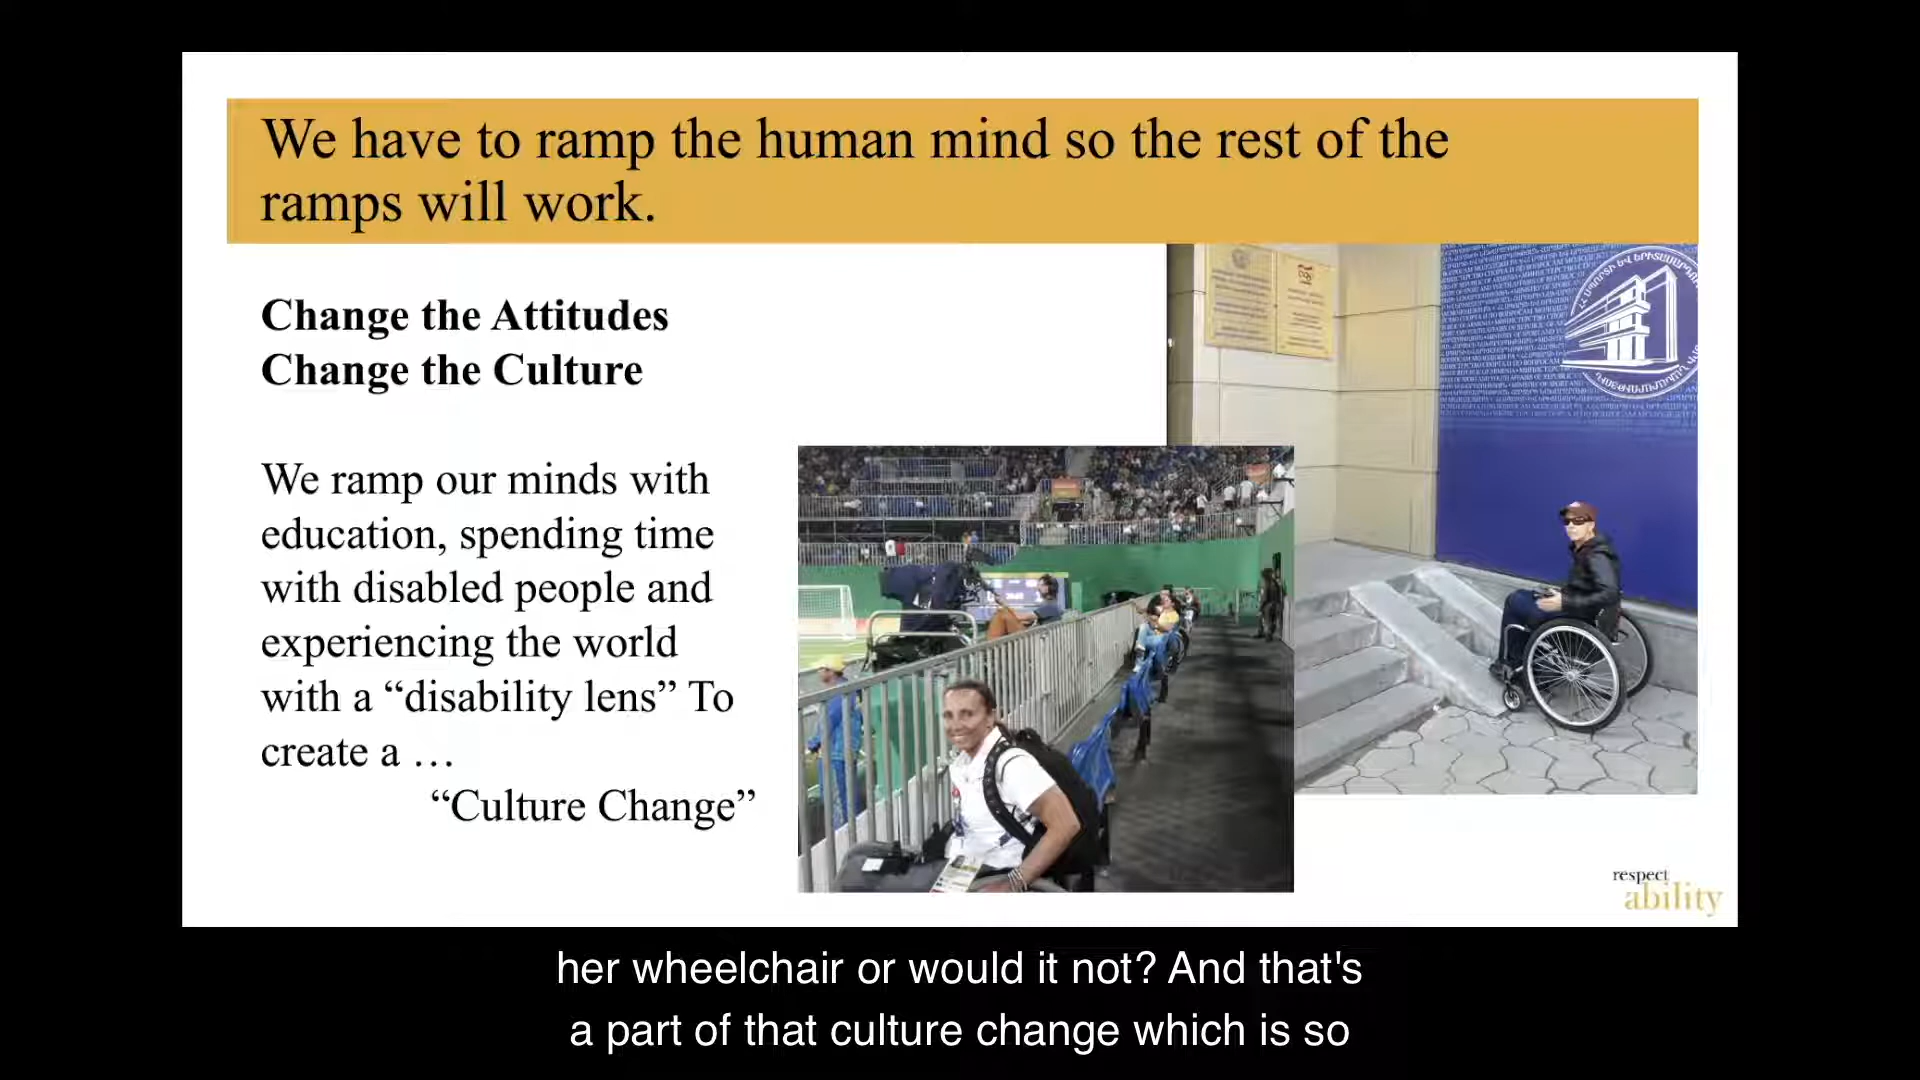 We have to ramp the human mind so the rest of the
ramps will work.
Change the Attitudes
Change the Culture
We ramp our minds with
education, spending time
with disabled people and
experiencing the world
with a “disability lens” To
create a …
“Culture Change”
respect
ability
her wheelchair or would it not? And that's
a part of that culture change which is so